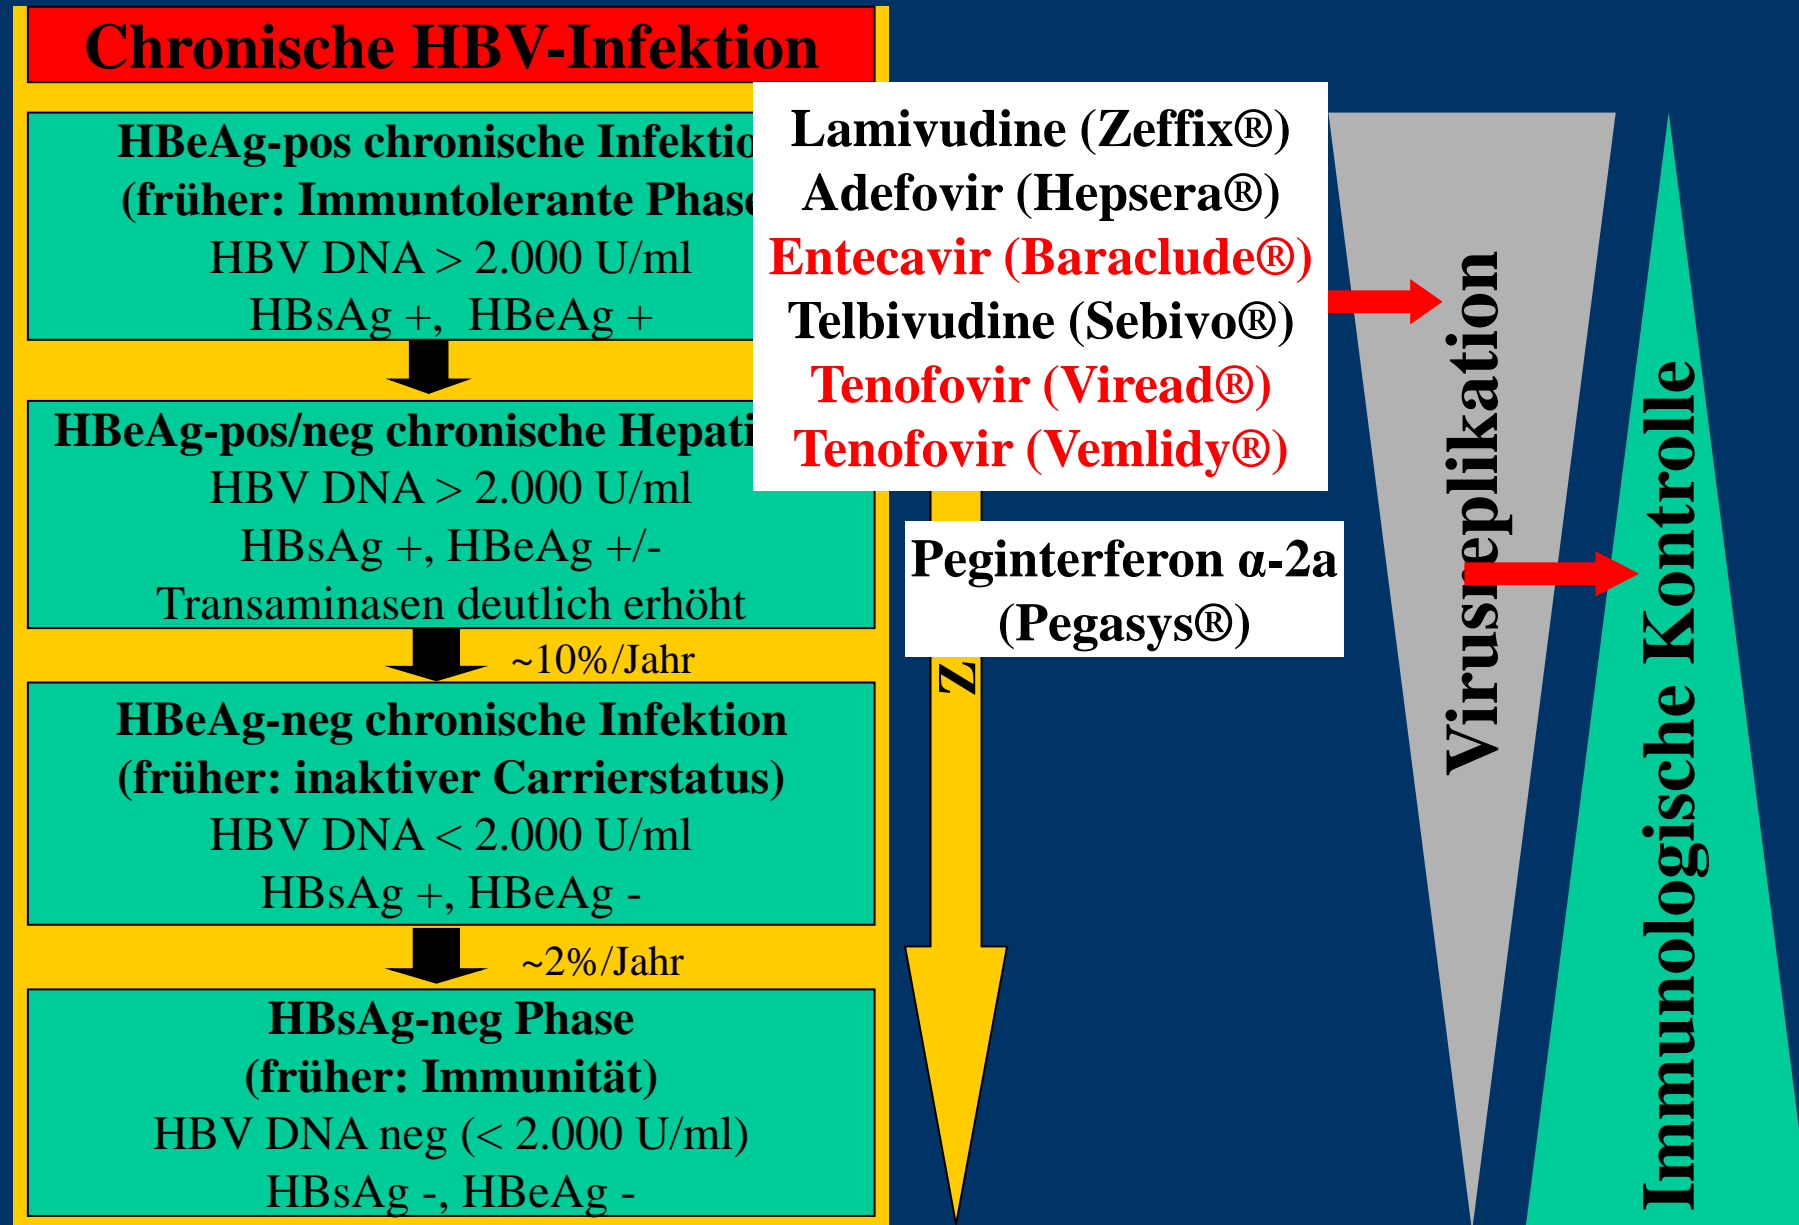 Chronische HBV-Infektion
HBeAg-pos chronische Infektio
(früher: Immuntolerante Phase
HBV DNA > 2.000 U/ml
HBsAg +, HBeAg +
HBeAg-pos/neg chronische Hepati
HBV DNA > 2.000 U/ml
HBsAg +, HBeAg +/-
Transaminasen deutlich erhöht
~10%/Jahr
HBeAg-neg chronische Infektion
(früher: inaktiver Carrierstatus)
HBV DNA < 2.000 U/ml
HBsAg +, HBeAg -
~2%/Jahr
HBsAg-neg Phase
(früher: Immunität)
HBV DNA neg (< 2.000 U/ml)
HBsAg -, HBeAg -
Lamivudine (Zeffix®)
Adefovir (Hepsera®)
Entecavir (Baraclude®)
Telbivudine (Sebivo®)
Tenofovir (Viread®)
Tenofovir (Vemlidy®)
Peginterferon α-2a
(Pegasys®)
Z
Virusreplikation
Immunologische Kontrolle